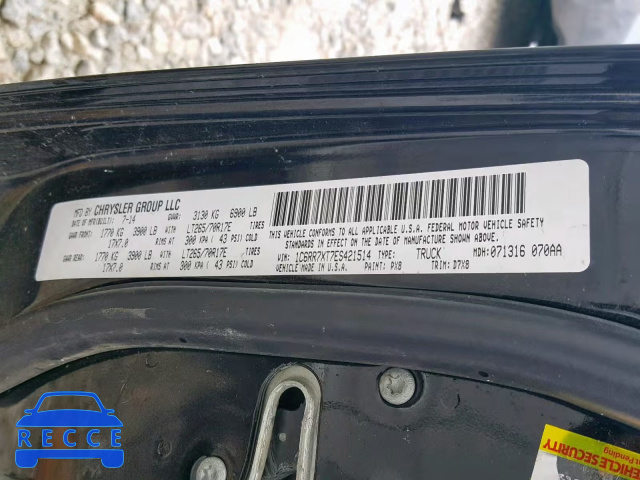 MFD BY CHRYSLER GROUP LLC
DATE OF MFR(BUILT): 7-14 GVWR: 3130 KG 6900 LB
GAWR FRONT: 1770 KG 3900 LB WITH LT265/70R17E TIRES
17X7.0 RIMS AT 300 KPA ( 43 PSI) COLD
GAWR REAR: 1770 KG 3900 LB WITH LT265/70R17E TIRES
17X7.0 RIMS AT 300 KPA ( 43 PSI) COLD
THIS VEHICLE CONFORMS TO ALL APPLICABLE U.S.A. FEDERAL MOTOR VEHICLE SAFETY
STANDARDS IN EFFECT ON THE DATE OF MANUFACTURE SHOWN ABOVE.
VIN: 1C6RR7KT7ES421514 TYPE: TRUCK MDH: 071316 070AA
MADE IN U.S.A. PAINT: PX8 TRIM: D7X8
VEHICLE SECURITY
Pending
RECCE